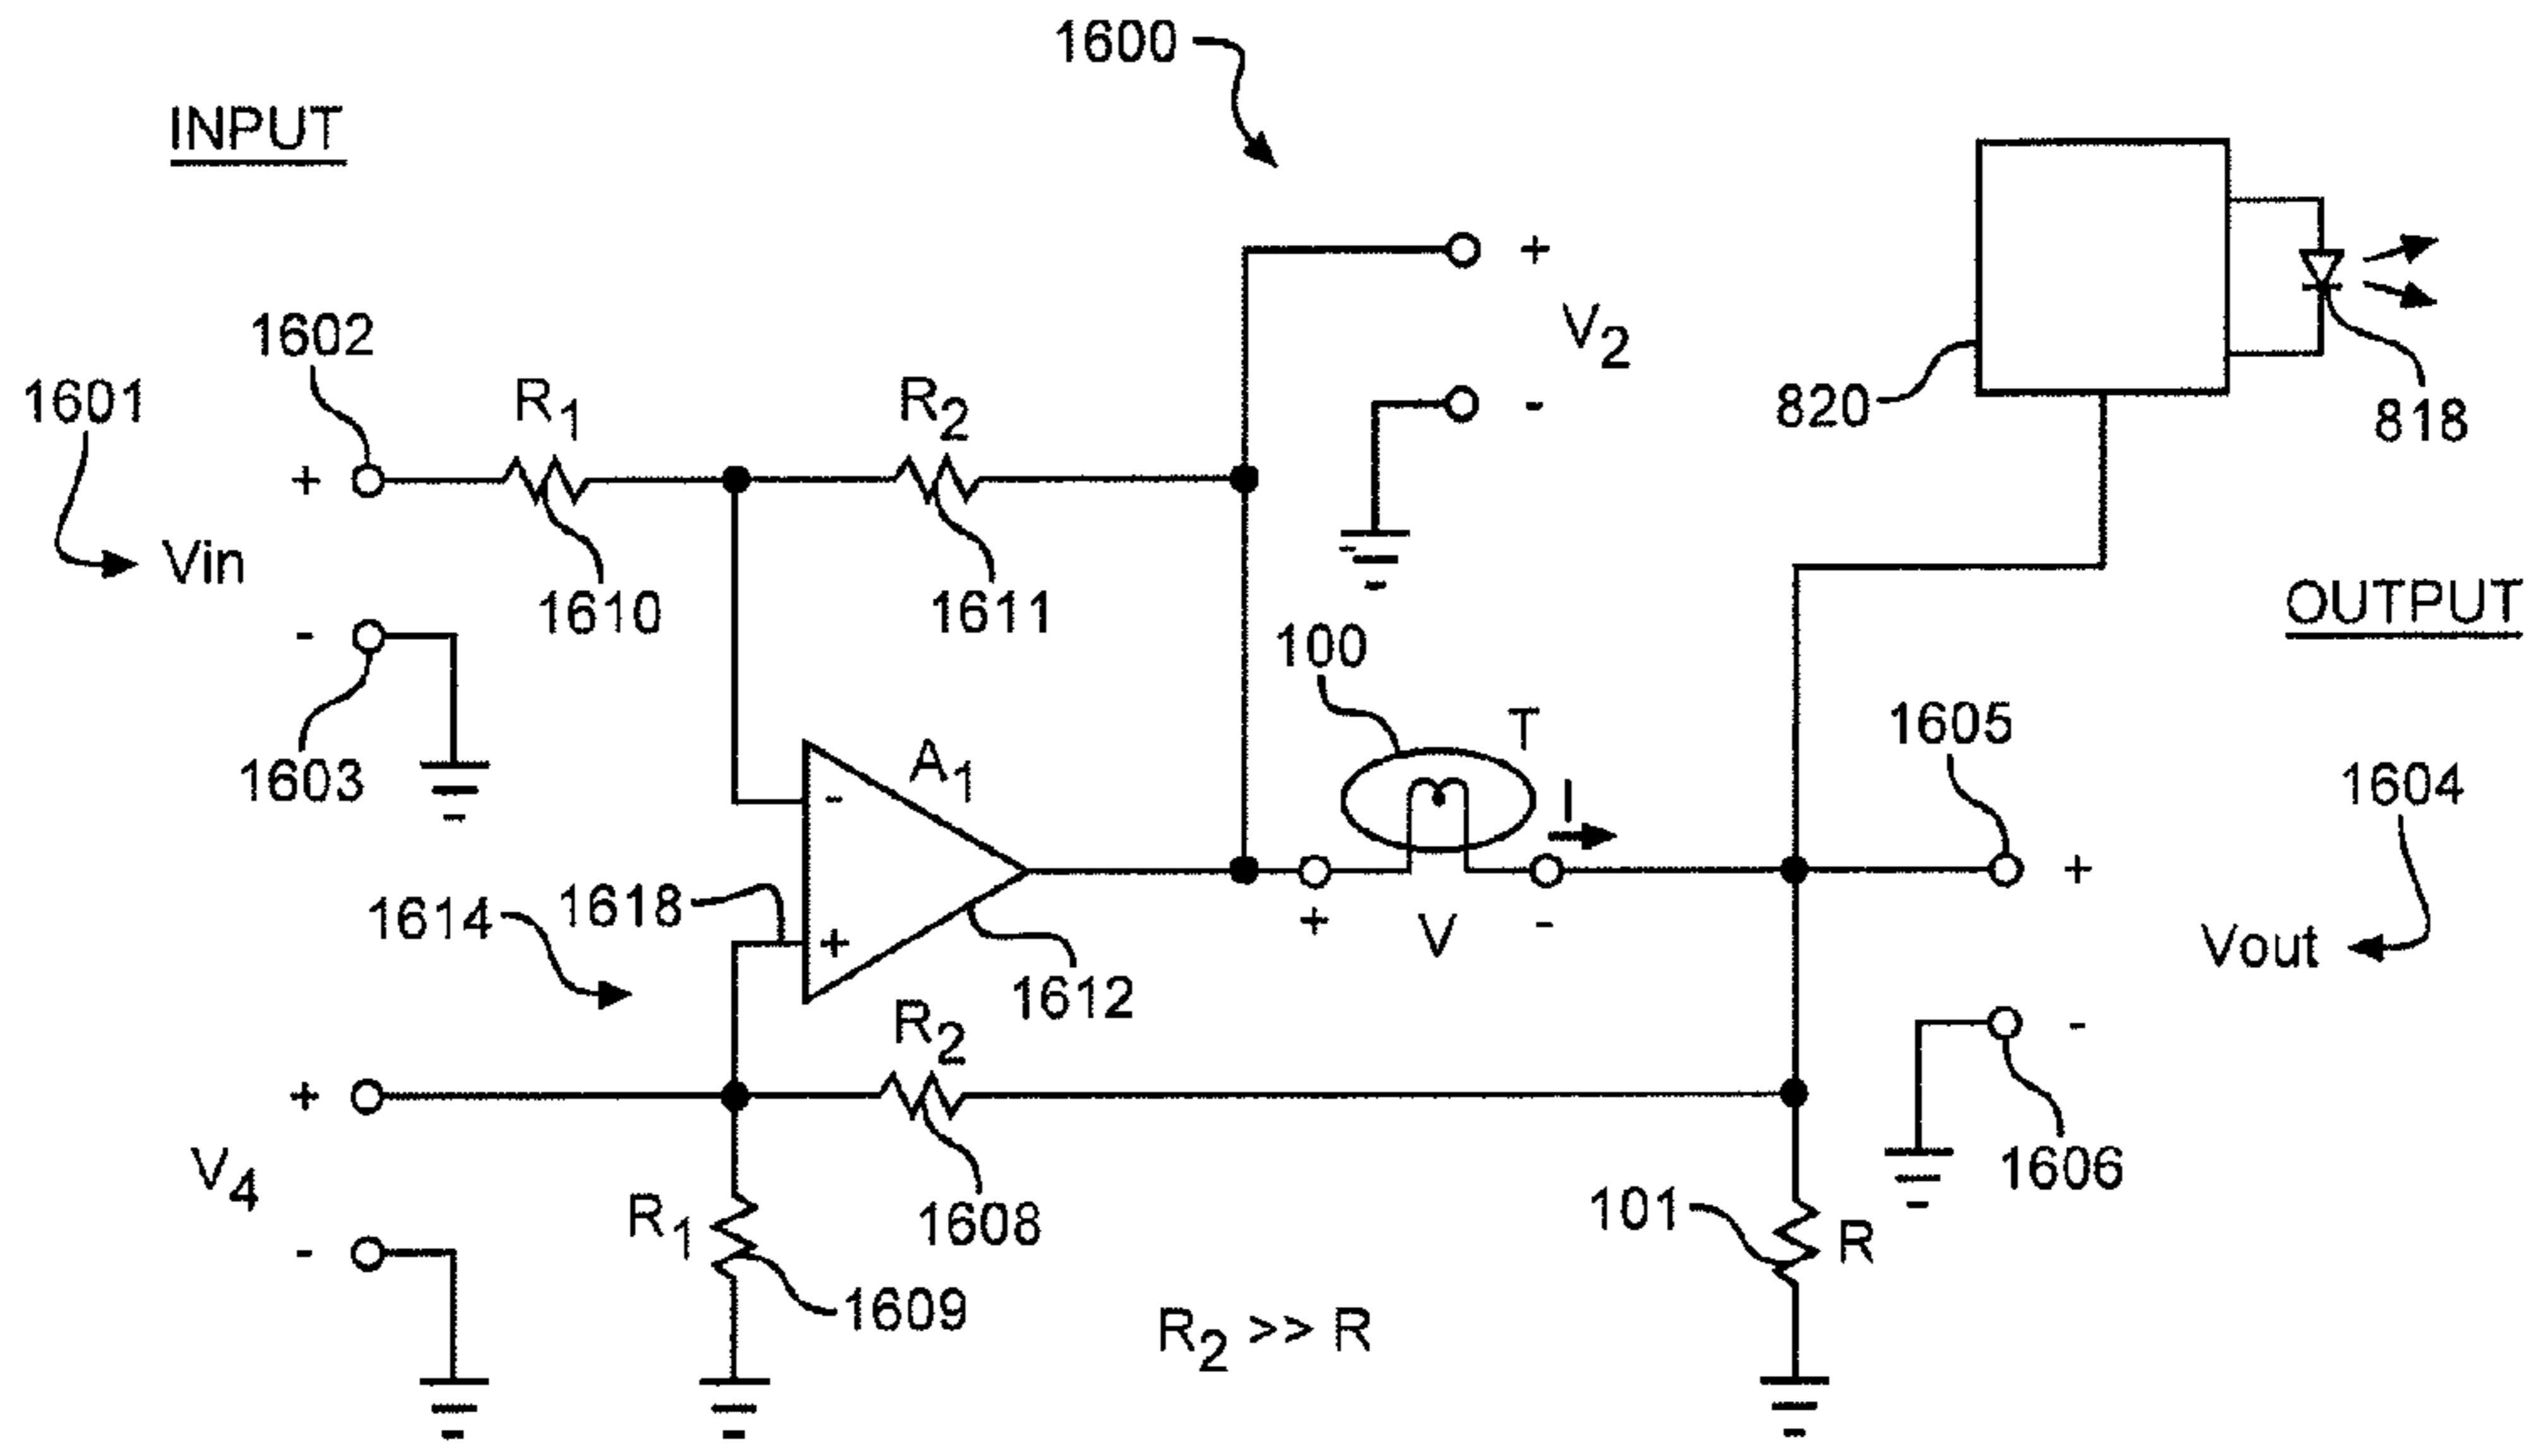 1600
INPUT
1602
1601
R1
R2
+
V2
-
820
818
+
Vin
-
1610
1611
1603
OUTPUT
100
T
I
1605
1604
A1
-
+
1618
1614
1612
+
V
-
+
Vout
-
1606
R2
1608
+
V4
-
R1
1609
R2 >> R
101
R